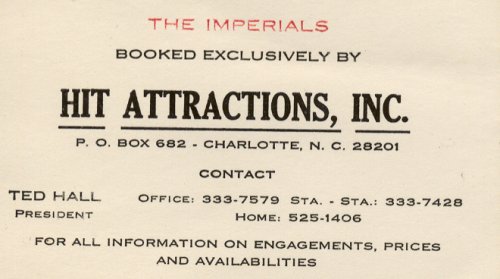 THE IMPERIALS
BOOKED EXCLUSIVELY BY
HIT ATTRACTIONS, INC.
P. O. BOX 682 - CHARLOTTE, N. C. 28201
CONTACT
TED HALL OFFICE: 333-7579 STA. - STA.: 333-7428
PRESIDENT HOME: 525-1406
FOR ALL INFORMATION ON ENGAGEMENTS, PRICES
AND AVAILABILITIES